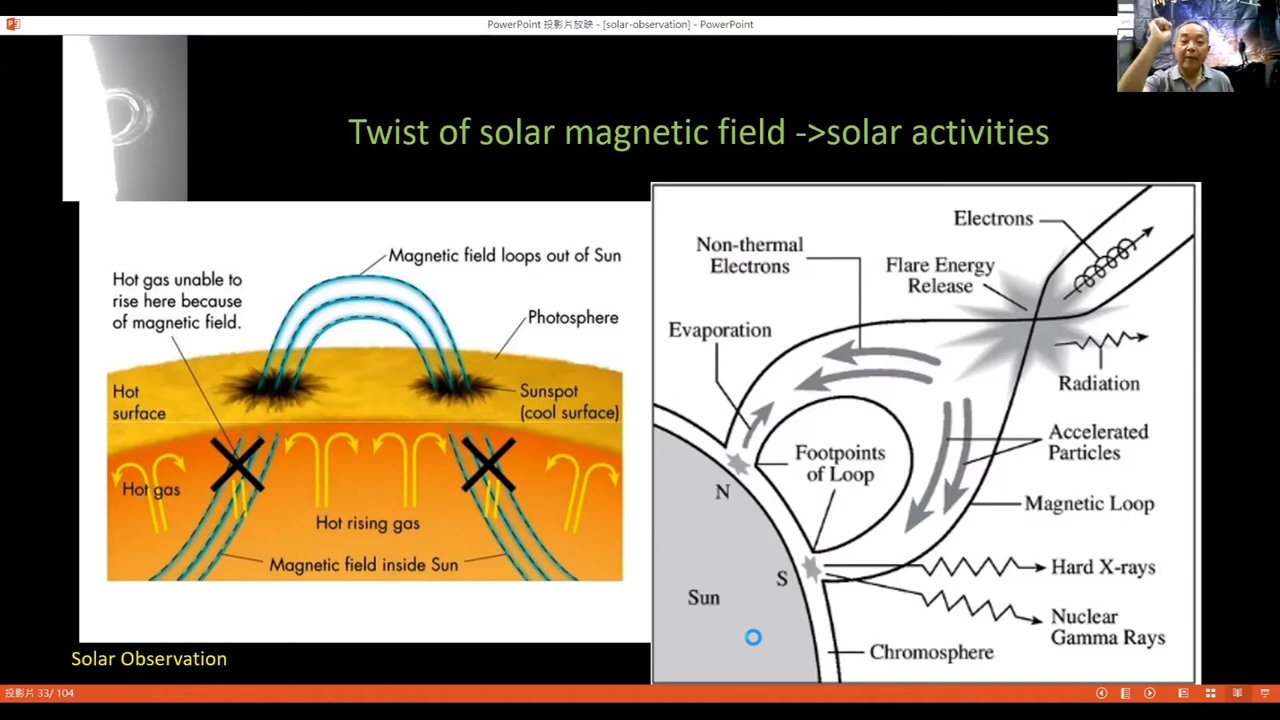 PowerPoint 投影片放映 - [solar-observation] - PowerPoint
Twist of solar magnetic field ->solar activities
Magnetic field loops out of Sun
Hot gas unable to
rise here because
of magnetic field.
Photosphere
Hot
surface
Sunspot
(cool surface)
Hot gas
Hot rising gas
Magnetic field inside Sun
Electrons
Non-thermal
Electrons
Flare Energy
Release
Evaporation
Radiation
Accelerated
Particles
Footpoints
of Loop
N
Magnetic Loop
S
Hard X-rays
Sun
Nuclear
Gamma Rays
Chromosphere
Solar Observation
投影片 33/ 104